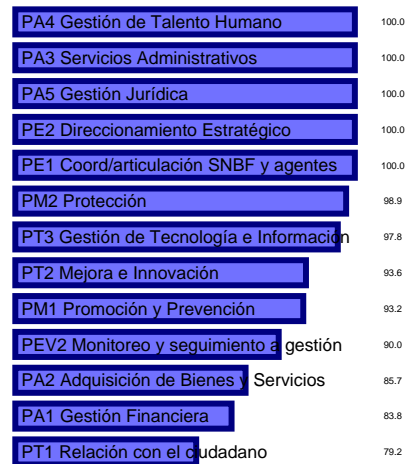 PA4 Gestión de Talento Humano 100.0
PA3 Servicios Administrativos 100.0
PA5 Gestión Jurídica 100.0
PE2 Direccionamiento Estratégico 100.0
PE1 Coord/articulación SNBF y agentes 100.0
PM2 Protección 98.9
PT3 Gestión de Tecnología e Información 97.8
PT2 Mejora e Innovación 93.6
PM1 Promoción y Prevención 93.2
PEV2 Monitoreo y seguimiento a gestión 90.0
PA2 Adquisición de Bienes y Servicios 85.7
PA1 Gestión Financiera 83.8
PT1 Relación con el ciudadano 79.2